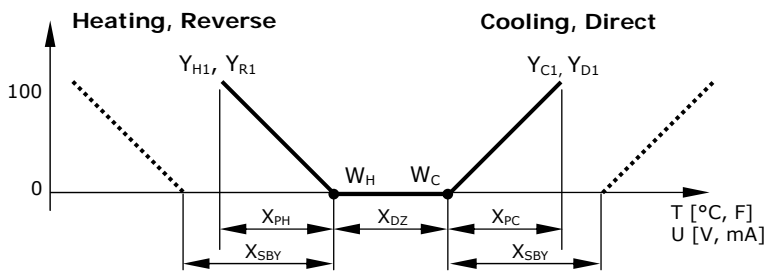 Heating, Reverse
Cooling, Direct
Y_H1, Y_R1
Y_C1, Y_D1
100
W_H
W_C
0
T [°C, F]
U [V, mA]
X_PH
X_DZ
X_PC
X_SBY
X_SBY